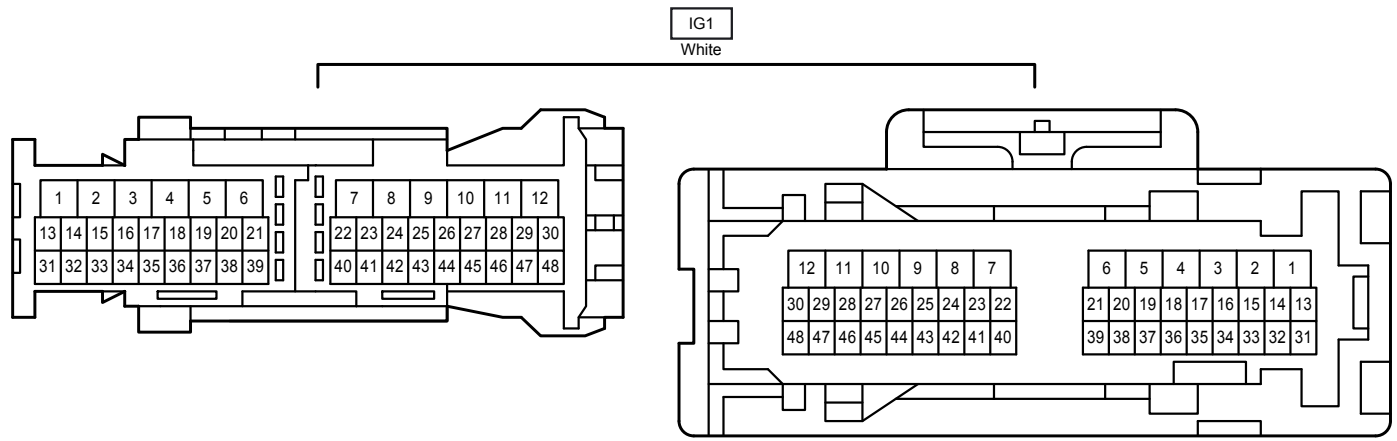 IG1
White
1 2 3 4 5 6 7 8 9 10 11 12
13 14 15 16 17 18 19 20 21 22 23 24 25 26 27 28 29 30
31 32 33 34 35 36 37 38 39 40 41 42 43 44 45 46 47 48
12 11 10 9 8 7 6 5 4 3 2 1
30 29 28 27 26 25 24 23 22 21 20 19 18 17 16 15 14 13
48 47 46 45 44 43 42 41 40 39 38 37 36 35 34 33 32 31